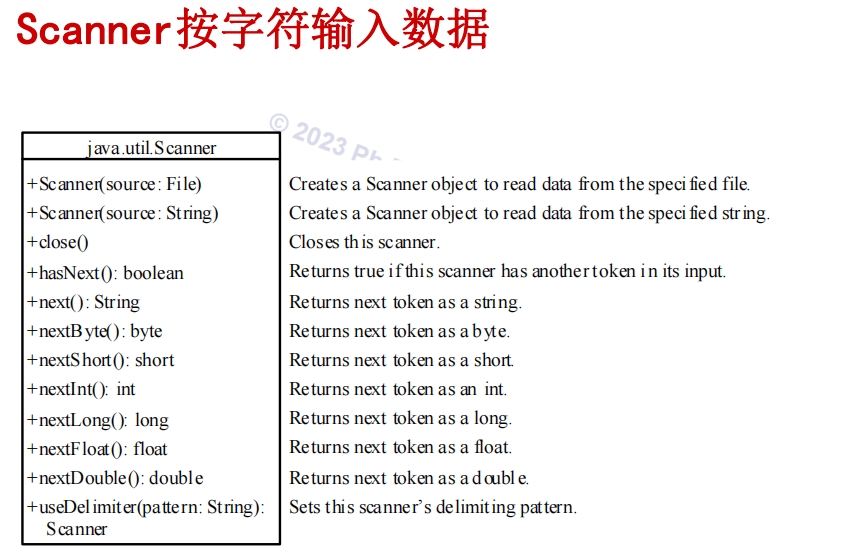 Scanner按字符输入数据
© 2023
java.util.Scanner
+Scanner(source: File) Creates a Scanner object to read data from the specified file.
+Scanner(source: String) Creates a Scanner object to read data from the specified string.
+close() Closes this scanner.
+hasNext(): boolean Returns true if this scanner has another token in its input.
+next(): String Returns next token as a string.
+nextByte(): byte Returns next token as a byte.
+nextShort(): short Returns next token as a short.
+nextInt(): int Returns next token as an int.
+nextLong(): long Returns next token as a long.
+nextFloat(): float Returns next token as a float.
+nextDouble(): double Returns next token as a double.
+useDelimiter(pattern: String): Sets this scanner's delimiting pattern.
Scanner